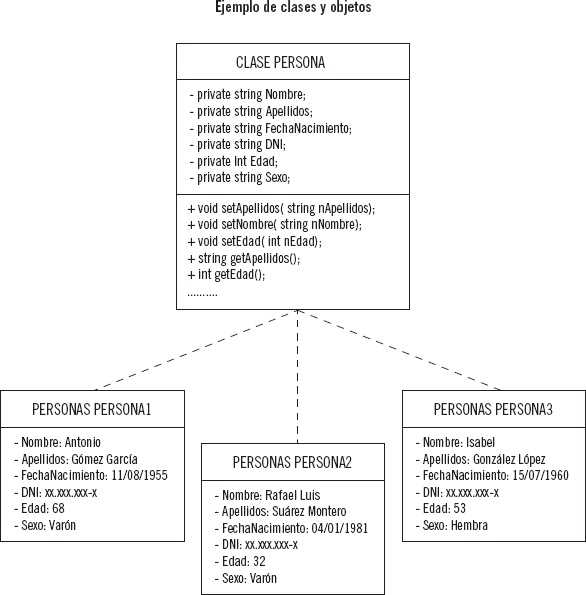 Ejemplo de clases y objetos
CLASE PERSONA
- private string Nombre;
- private string Apellidos;
- private string FechaNacimiento;
- private string DNI;
- private Int Edad;
- private string Sexo;
+ void setApellidos( string nApellidos);
+ void setNombre( string nNombre);
+ void setEdad( int nEdad);
+ string getApellidos();
+ int getEdad();
..........
PERSONAS PERSONA1
- Nombre: Antonio
- Apellidos: Gómez García
- FechaNacimiento: 11/08/1955
- DNI: xx.xxx.xxx-x
- Edad: 68
- Sexo: Varón
PERSONAS PERSONA2
- Nombre: Rafael Luis
- Apellidos: Suárez Montero
- FechaNacimiento: 04/01/1981
- DNI: xx.xxx.xxx-x
- Edad: 32
- Sexo: Varón
PERSONAS PERSONA3
- Nombre: Isabel
- Apellidos: González López
- FechaNacimiento: 15/07/1960
- DNI: xx.xxx.xxx-x
- Edad: 53
- Sexo: Hembra